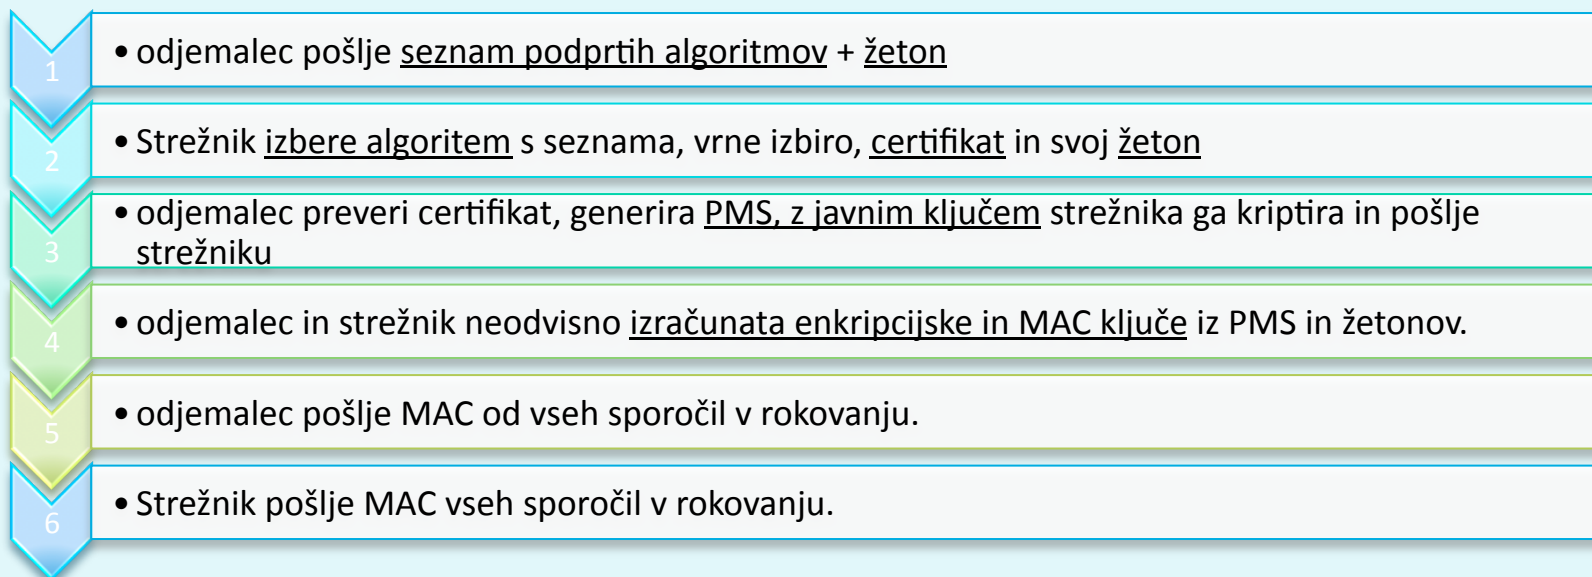 1
• odjemalec pošlje seznam podprtih algoritmov + žeton
2
• Strežnik izbere algoritem s seznama, vrne izbiro, certifikat in svoj žeton
3
• odjemalec preveri certifikat, generira PMS, z javnim ključem strežnika ga kriptira in pošlje
strežniku
4
• odjemalec in strežnik neodvisno izračunata enkripcijske in MAC ključe iz PMS in žetonov.
5
• odjemalec pošlje MAC od vseh sporočil v rokovanju.
6
• Strežnik pošlje MAC vseh sporočil v rokovanju.